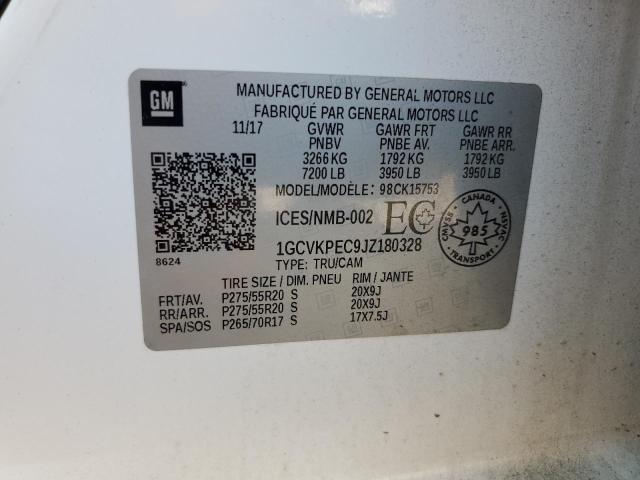 GM
MANUFACTURED BY GENERAL MOTORS LLC
FABRIQUÉ PAR GENERAL MOTORS LLC
11/17 GVWR GAWR FRT GAWR RR
PNBV PNBE AV. PNBE ARR.
3266 KG 1792 KG 1792 KG
7200 LB 3950 LB 3950 LB
MODEL/MODÈLE: 98CK15753
ICES/NMB-002 EC
CANADA
CMVSS 985 NSVAC
TRANSPORT
1GCVKPEC9JZ180328
8624 TYPE: TRU/CAM
TIRE SIZE / DIM. PNEU RIM / JANTE
FRT/AV. P275/55R20 S 20X9J
RR/ARR. P275/55R20 S 20X9J
SPA/SOS P265/70R17 S 17X7.5J